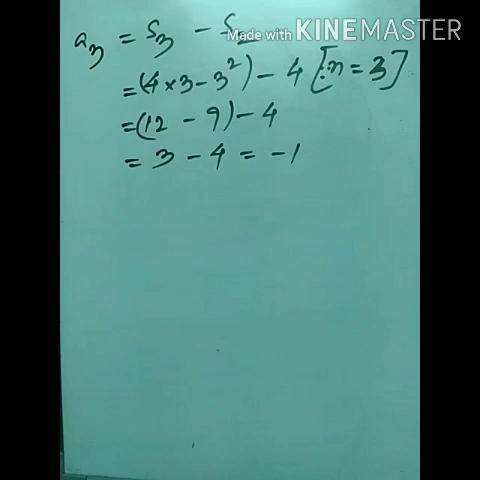 Made with KINEMASTER
a₃ = S₃ - S₂
= (4 × 3 - 3²) - 4 [∵ n = 3]
= (12 - 9) - 4
= 3 - 4 = -1